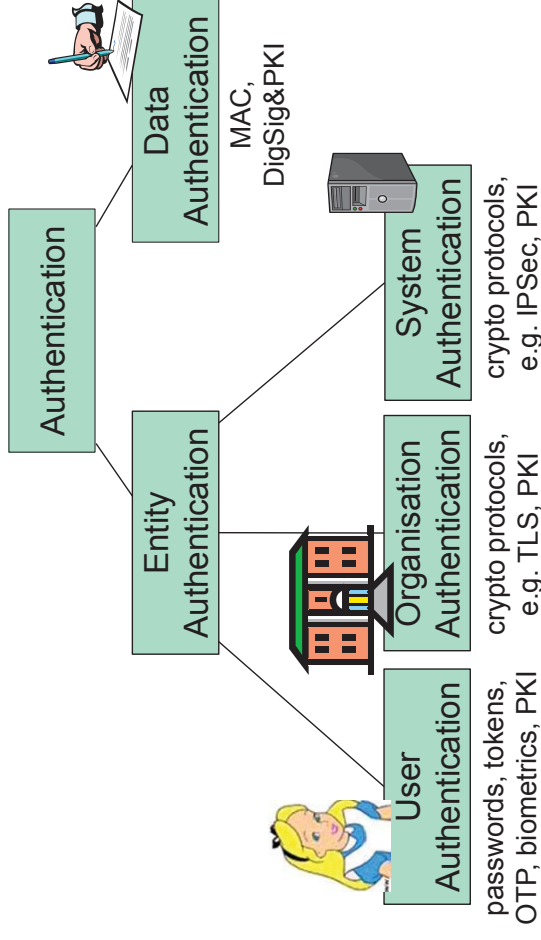 Authentication
Entity
Authentication
Data
Authentication
MAC,
DigSig&PKI
User
Authentication
passwords, tokens,
OTP, biometrics, PKI
Organisation
Authentication
crypto protocols,
e.g. TLS, PKI
System
Authentication
crypto protocols,
e.g. IPSec, PKI